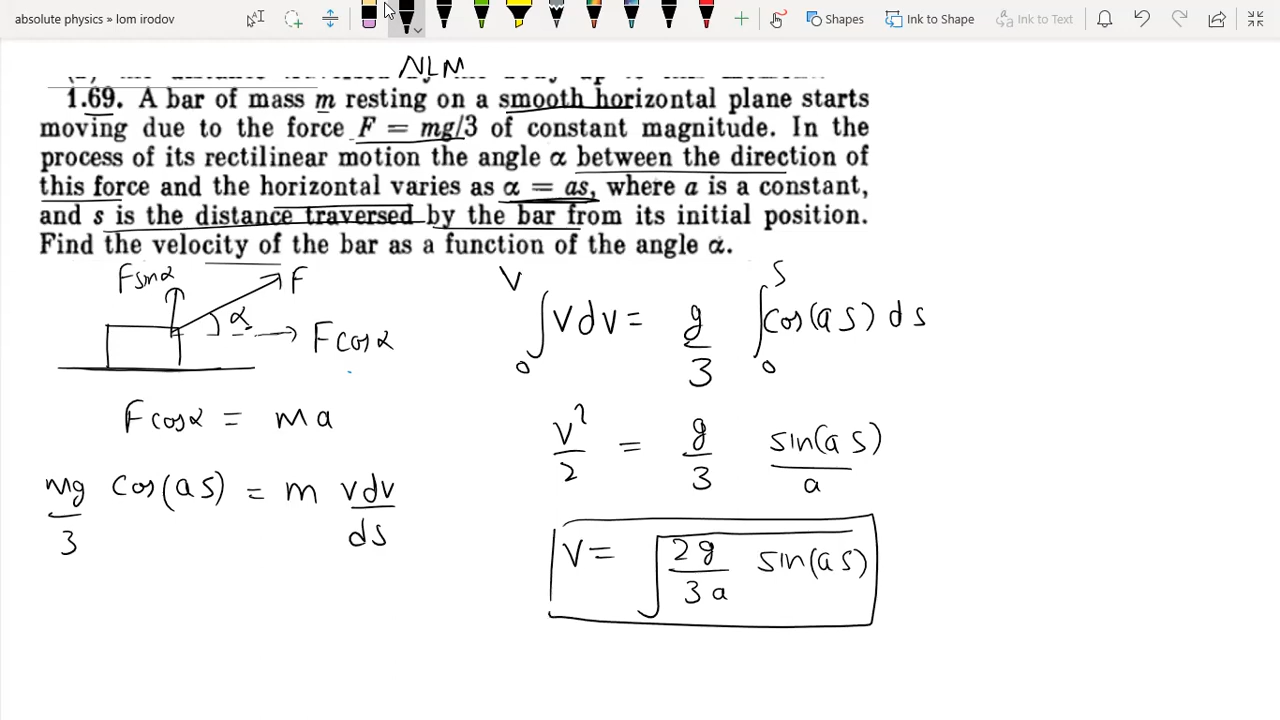 absolute physics » lom irodov
Shapes Ink to Shape Ink to Text
NLM
1.69. A bar of mass m resting on a smooth horizontal plane starts
moving due to the force F = mg/3 of constant magnitude. In the
process of its rectilinear motion the angle α between the direction of
this force and the horizontal varies as α = as, where a is a constant,
and s is the distance traversed by the bar from its initial position.
Find the velocity of the bar as a function of the angle α.
Fsinα
F
α
Fcosα
Fcosα = ma
mg/3 cos(as) = m vdv/ds
∫₀ⱽ vdv = g/3 ∫₀ˢ cos(as) ds
v²/2 = g/3 sin(as)/a
v = √(2g/3a sin(as))